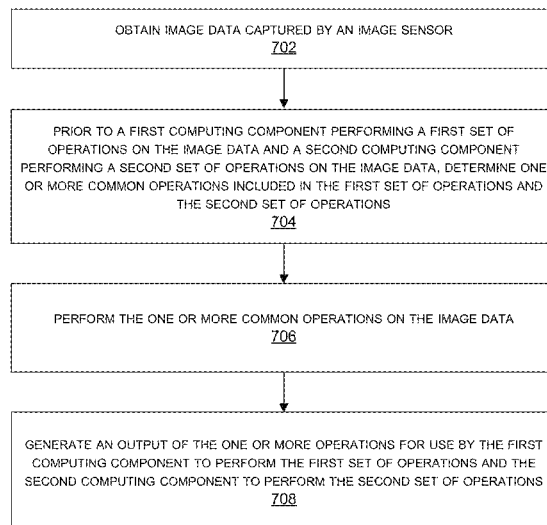 OBTAIN IMAGE DATA CAPTURED BY AN IMAGE SENSOR
702
PRIOR TO A FIRST COMPUTING COMPONENT PERFORMING A FIRST SET OF
OPERATIONS ON THE IMAGE DATA AND A SECOND COMPUTING COMPONENT
PERFORMING A SECOND SET OF OPERATIONS ON THE IMAGE DATA, DETERMINE ONE
OR MORE COMMON OPERATIONS INCLUDED IN THE FIRST SET OF OPERATIONS AND
THE SECOND SET OF OPERATIONS
704
PERFORM THE ONE OR MORE COMMON OPERATIONS ON THE IMAGE DATA
706
GENERATE AN OUTPUT OF THE ONE OR MORE OPERATIONS FOR USE BY THE FIRST
COMPUTING COMPONENT TO PERFORM THE FIRST SET OF OPERATIONS AND THE
SECOND COMPUTING COMPONENT TO PERFORM THE SECOND SET OF OPERATIONS
708